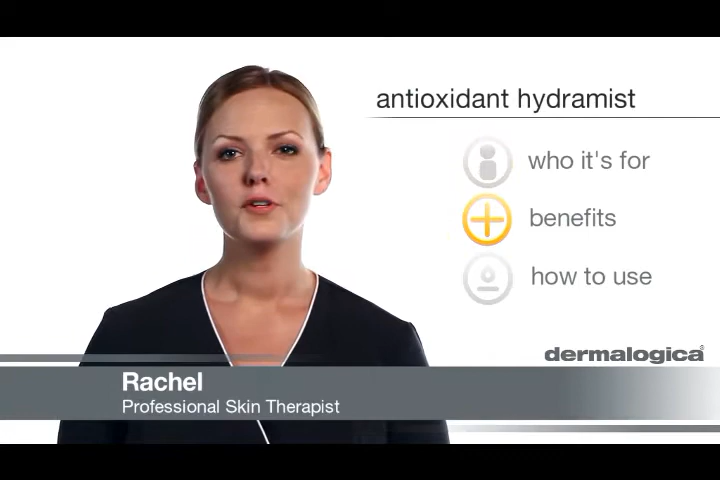 antioxidant hydramist
who it's for
benefits
how to use
dermalogica®
Rachel
Professional Skin Therapist